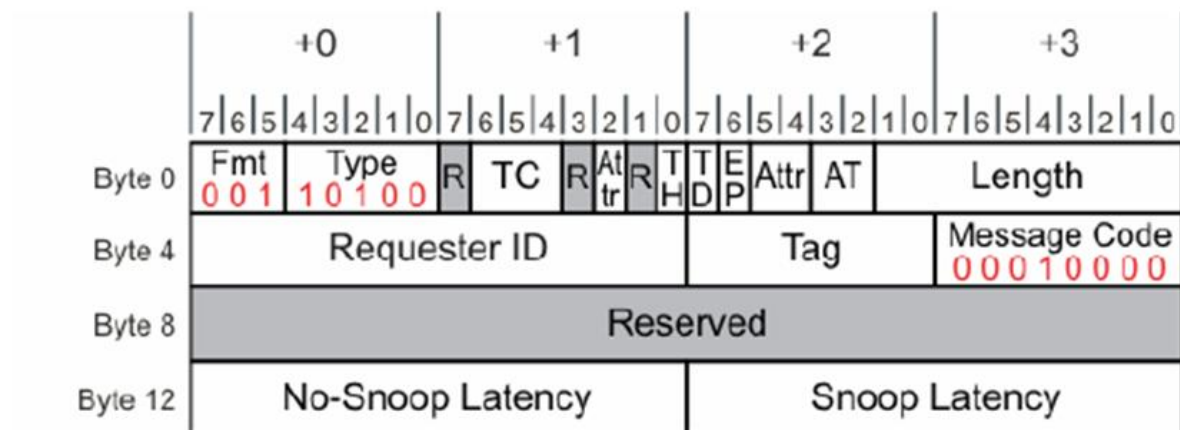 +0 +1 +2 +3
7 6 5 4 3 2 1 0 7 6 5 4 3 2 1 0 7 6 5 4 3 2 1 0 7 6 5 4 3 2 1 0
Byte 0 Fmt 0 0 1 Type 1 0 1 0 0 R TC R Attr R TH TD EP Attr AT Length
Byte 4 Requester ID Tag Message Code 0 0 0 1 0 0 0 0
Byte 8 Reserved
Byte 12 No-Snoop Latency Snoop Latency